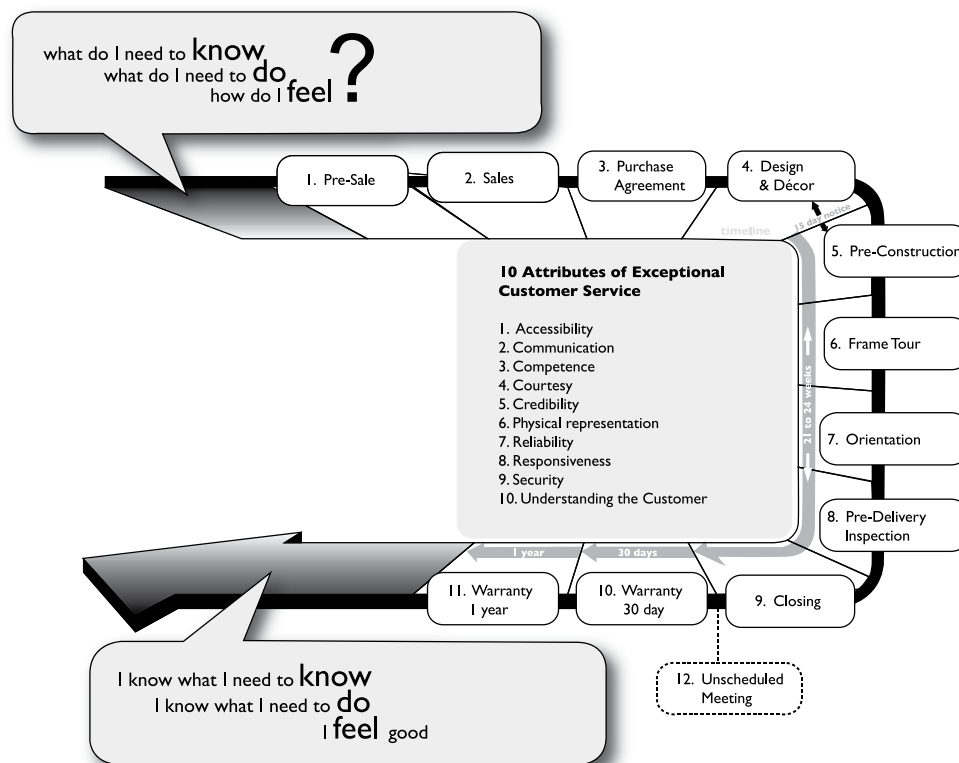 what do I need to know
what do I need to do
how do I feel ?
1. Pre-Sale
2. Sales
3. Purchase
Agreement
4. Design
& Décor
timeline
15 day notice
5. Pre-Construction
6. Frame Tour
21 to 24 weeks
7. Orientation
8. Pre-Delivery
Inspection
10 Attributes of Exceptional
Customer Service
1. Accessibility
2. Communication
3. Competence
4. Courtesy
5. Credibility
6. Physical representation
7. Reliability
8. Responsiveness
9. Security
10. Understanding the Customer
1 year
30 days
11. Warranty
1 year
10. Warranty
30 day
9. Closing
12. Unscheduled
Meeting
I know what I need to know
I know what I need to do
I feel good